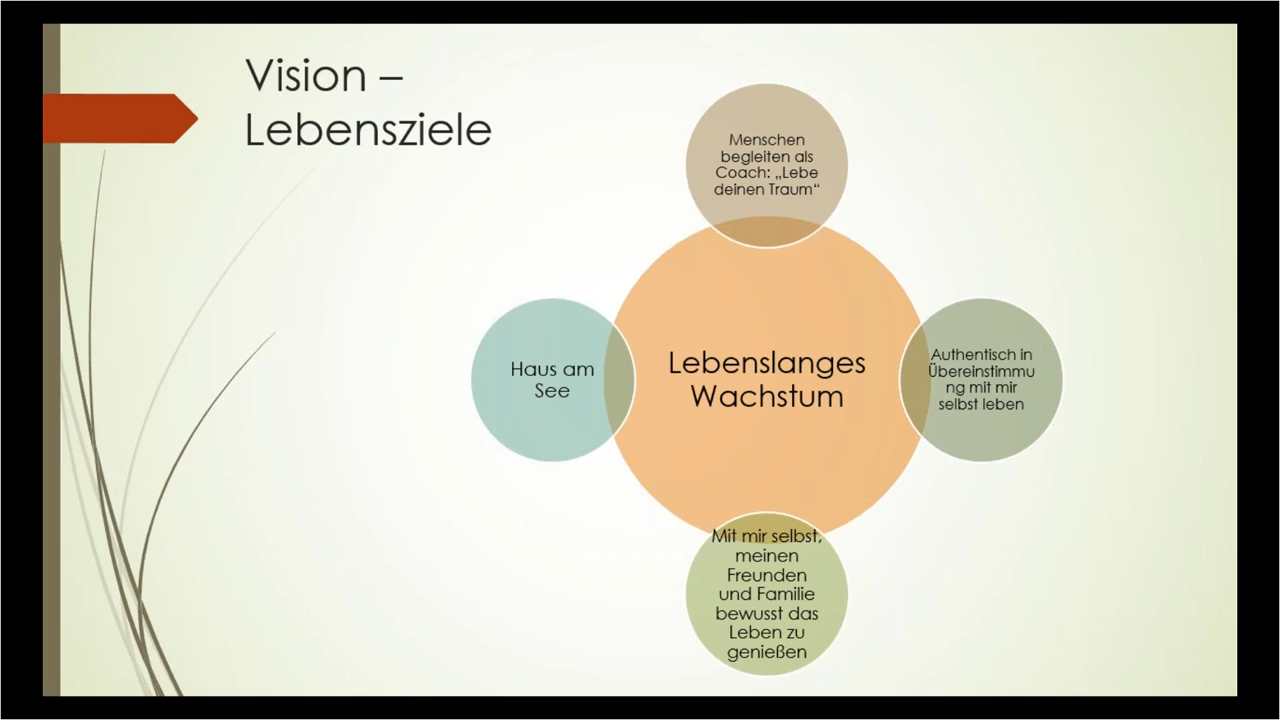 Vision –
Lebensziele
Menschen
begleiten als
Coach: „Lebe
deinen Traum“
Haus am
See
Lebenslanges
Wachstum
Authentisch in
Übereinstimmu
ng mit mir
selbst leben
Mit mir selbst,
meinen
Freunden
und Familie
bewusst das
Leben zu
genießen